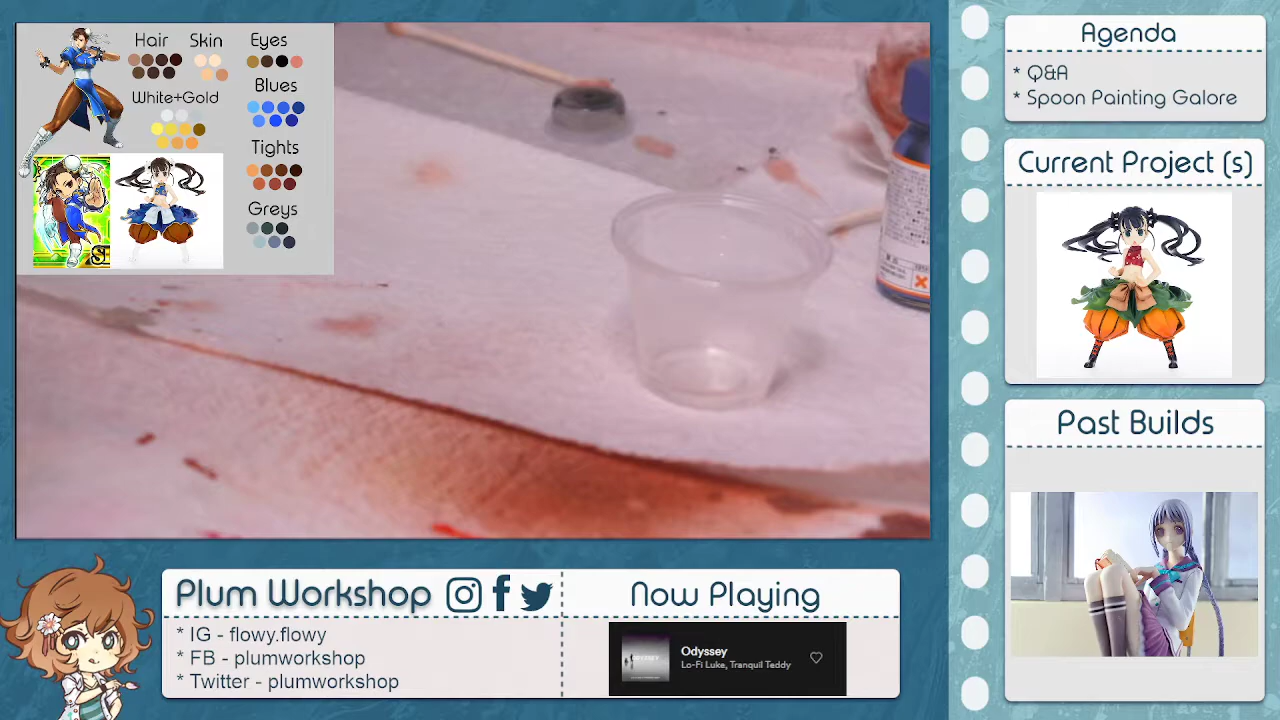 Hair
Skin
Eyes
White+Gold
Blues
Tights
Greys
Agenda
* Q&A
* Spoon Painting Galore
Current Project (s)
Past Builds
Plum Workshop
* IG - flowy.flowy
* FB - plumworkshop
* Twitter - plumworkshop
Now Playing
Odyssey
Lo-Fi Luke, Tranquil Teddy